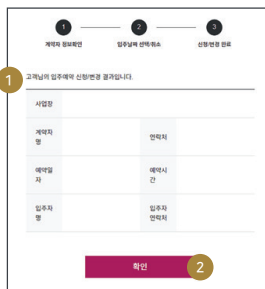 1 2 3
계약자 정보확인 입주날짜 선택/취소 신청/변경 완료
1 고객님의 입주예약 신청/변경 결과입니다.
사업장
계약자명 연락처
예약일자 예약시간
입주자명 입주자 연락처
확인 2